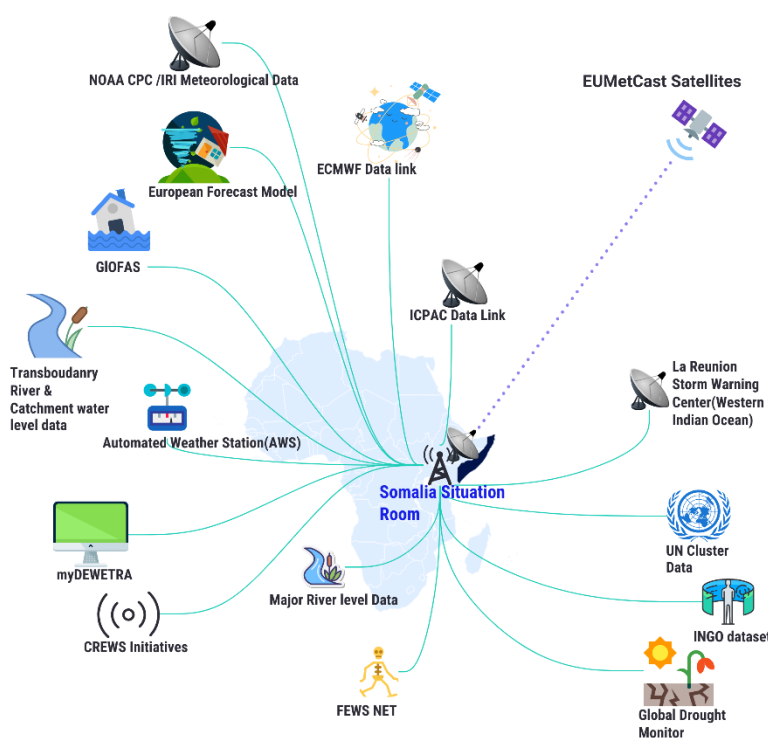 NOAA CPC /IRI Meteorological Data
EUMetCast Satellites
ECMWF Data link
European Forecast Model
GIOFAS
ICPAC Data Link
Transboudanry
River &
Catchment water
level data
La Reunion
Storm Warning
Center(Western
Indian Ocean)
Automated Weather Station(AWS)
Somalia Situation
Room
UN Cluster
Data
myDEWETRA
Major River level Data
INGO dataset
CREWS Initiatives
FEWS NET
Global Drought
Monitor